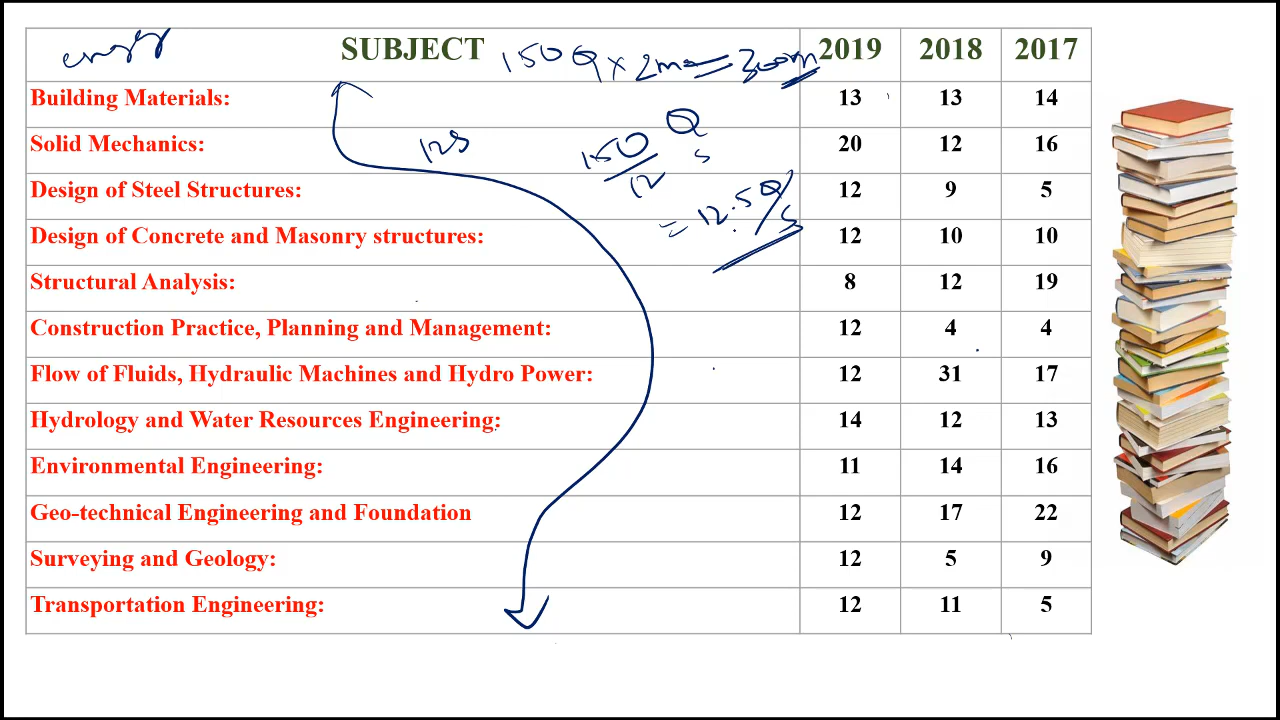 SUBJECT 2019 2018 2017
150Q x 2m = 300m
Building Materials: 13 13 14
Solid Mechanics: 20 12 16
12S
150 Q
12 S
= 12.5Q/S
Design of Steel Structures: 12 9 5
Design of Concrete and Masonry structures: 12 10 10
Structural Analysis: 8 12 19
Construction Practice, Planning and Management: 12 4 4
Flow of Fluids, Hydraulic Machines and Hydro Power: 12 31 17
Hydrology and Water Resources Engineering: 14 12 13
Environmental Engineering: 11 14 16
Geo-technical Engineering and Foundation 12 17 22
Surveying and Geology: 12 5 9
Transportation Engineering: 12 11 5